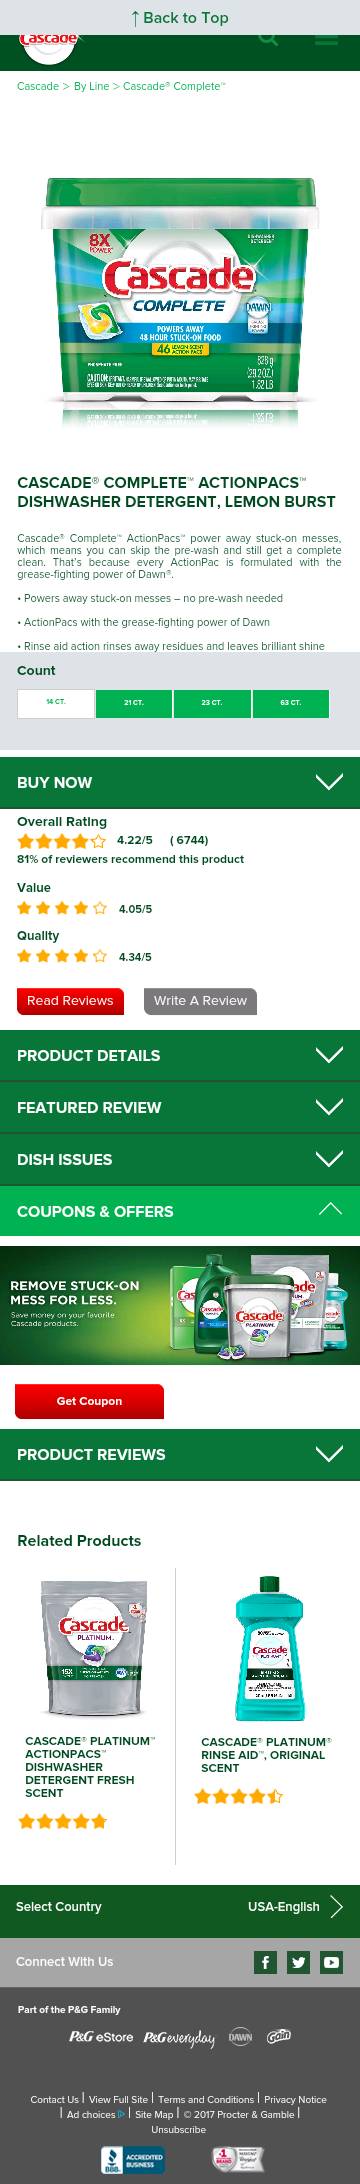 ↑ Back to Top
Cascade
Cascade > By Line > Cascade® Complete™
8X
POWER*
DISHWASHER
DETERGENT
Cascade
COMPLETE
DAWN
POWERS AWAY
48 HOUR STUCK-ON FOOD
46 LEMON SCENT
ACTION PACS
PHOSPHATE FREE
828 g
(29.2OZ.)
1.82 LB
CASCADE® COMPLETE™ ACTIONPACS™
DISHWASHER DETERGENT, LEMON BURST
Cascade® Complete™ ActionPacs™ power away stuck-on messes,
which means you can skip the pre-wash and still get a complete
clean. That's because every ActionPac is formulated with the
grease-fighting power of Dawn®.
• Powers away stuck-on messes – no pre-wash needed
• ActionPacs with the grease-fighting power of Dawn
• Rinse aid action rinses away residues and leaves brilliant shine
Count
14 CT. 21 CT. 23 CT. 63 CT.
BUY NOW
Overall Rating
4.22/5 ( 6744)
81% of reviewers recommend this product
Value
4.05/5
Quality
4.34/5
Read Reviews Write A Review
PRODUCT DETAILS
FEATURED REVIEW
DISH ISSUES
COUPONS & OFFERS
REMOVE STUCK-ON
MESS FOR LESS.
Save money on your favorite
Cascade products.
Cascade
Get Coupon
PRODUCT REVIEWS
Related Products
Cascade
PLATINUM
Cascade
PLATINUM
CASCADE® PLATINUM™
ACTIONPACS™
DISHWASHER
DETERGENT FRESH
SCENT
CASCADE® PLATINUM®
RINSE AID™, ORIGINAL
SCENT
Select Country USA-English
Connect With Us
Part of the P&G Family
P&G eStore P&G everyday DAWN Gain
Contact Us | View Full Site | Terms and Conditions | Privacy Notice
| Ad choices | Site Map | © 2017 Procter & Gamble |
Unsubscribe
BBB ACCREDITED
BUSINESS
#1 BRAND